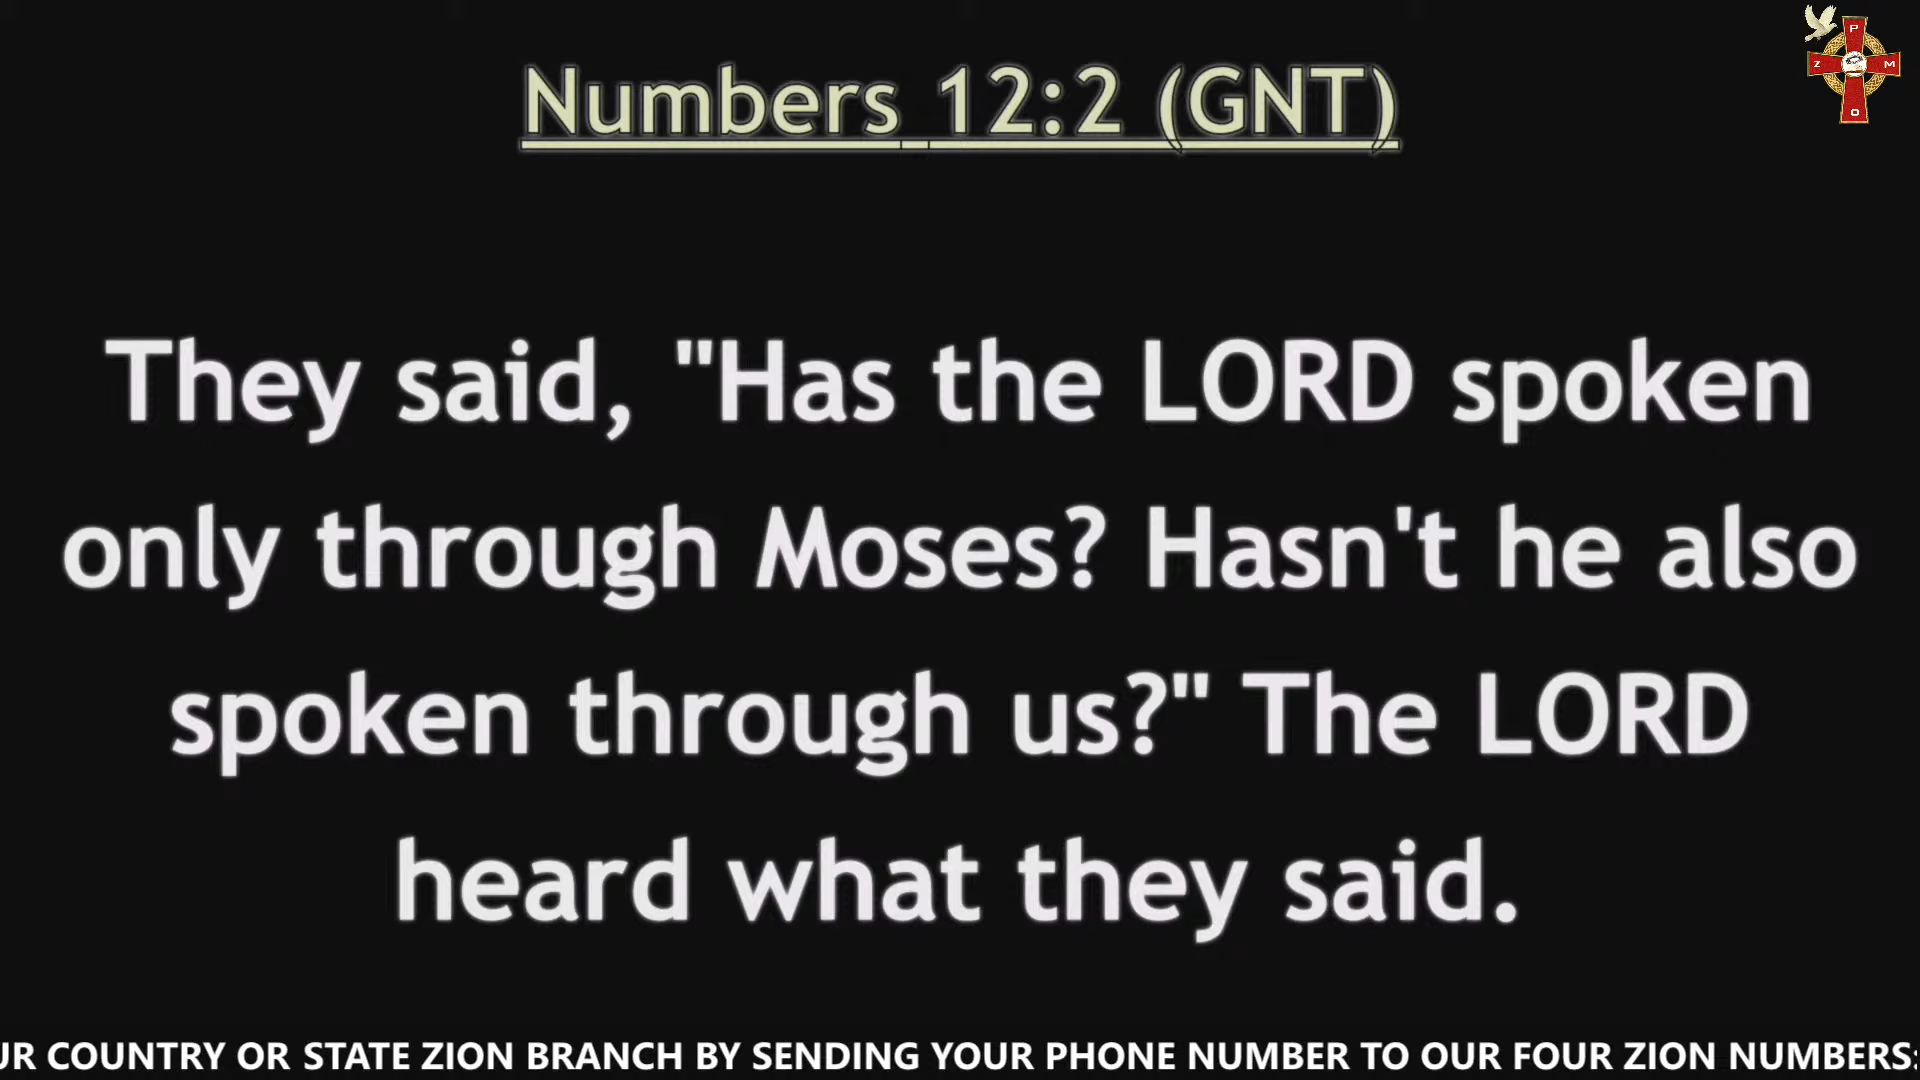 Numbers 12:2 (GNT)
P
Z M
O
They said, "Has the LORD spoken
only through Moses? Hasn't he also
spoken through us?" The LORD
heard what they said.
UR COUNTRY OR STATE ZION BRANCH BY SENDING YOUR PHONE NUMBER TO OUR FOUR ZION NUMBERS: